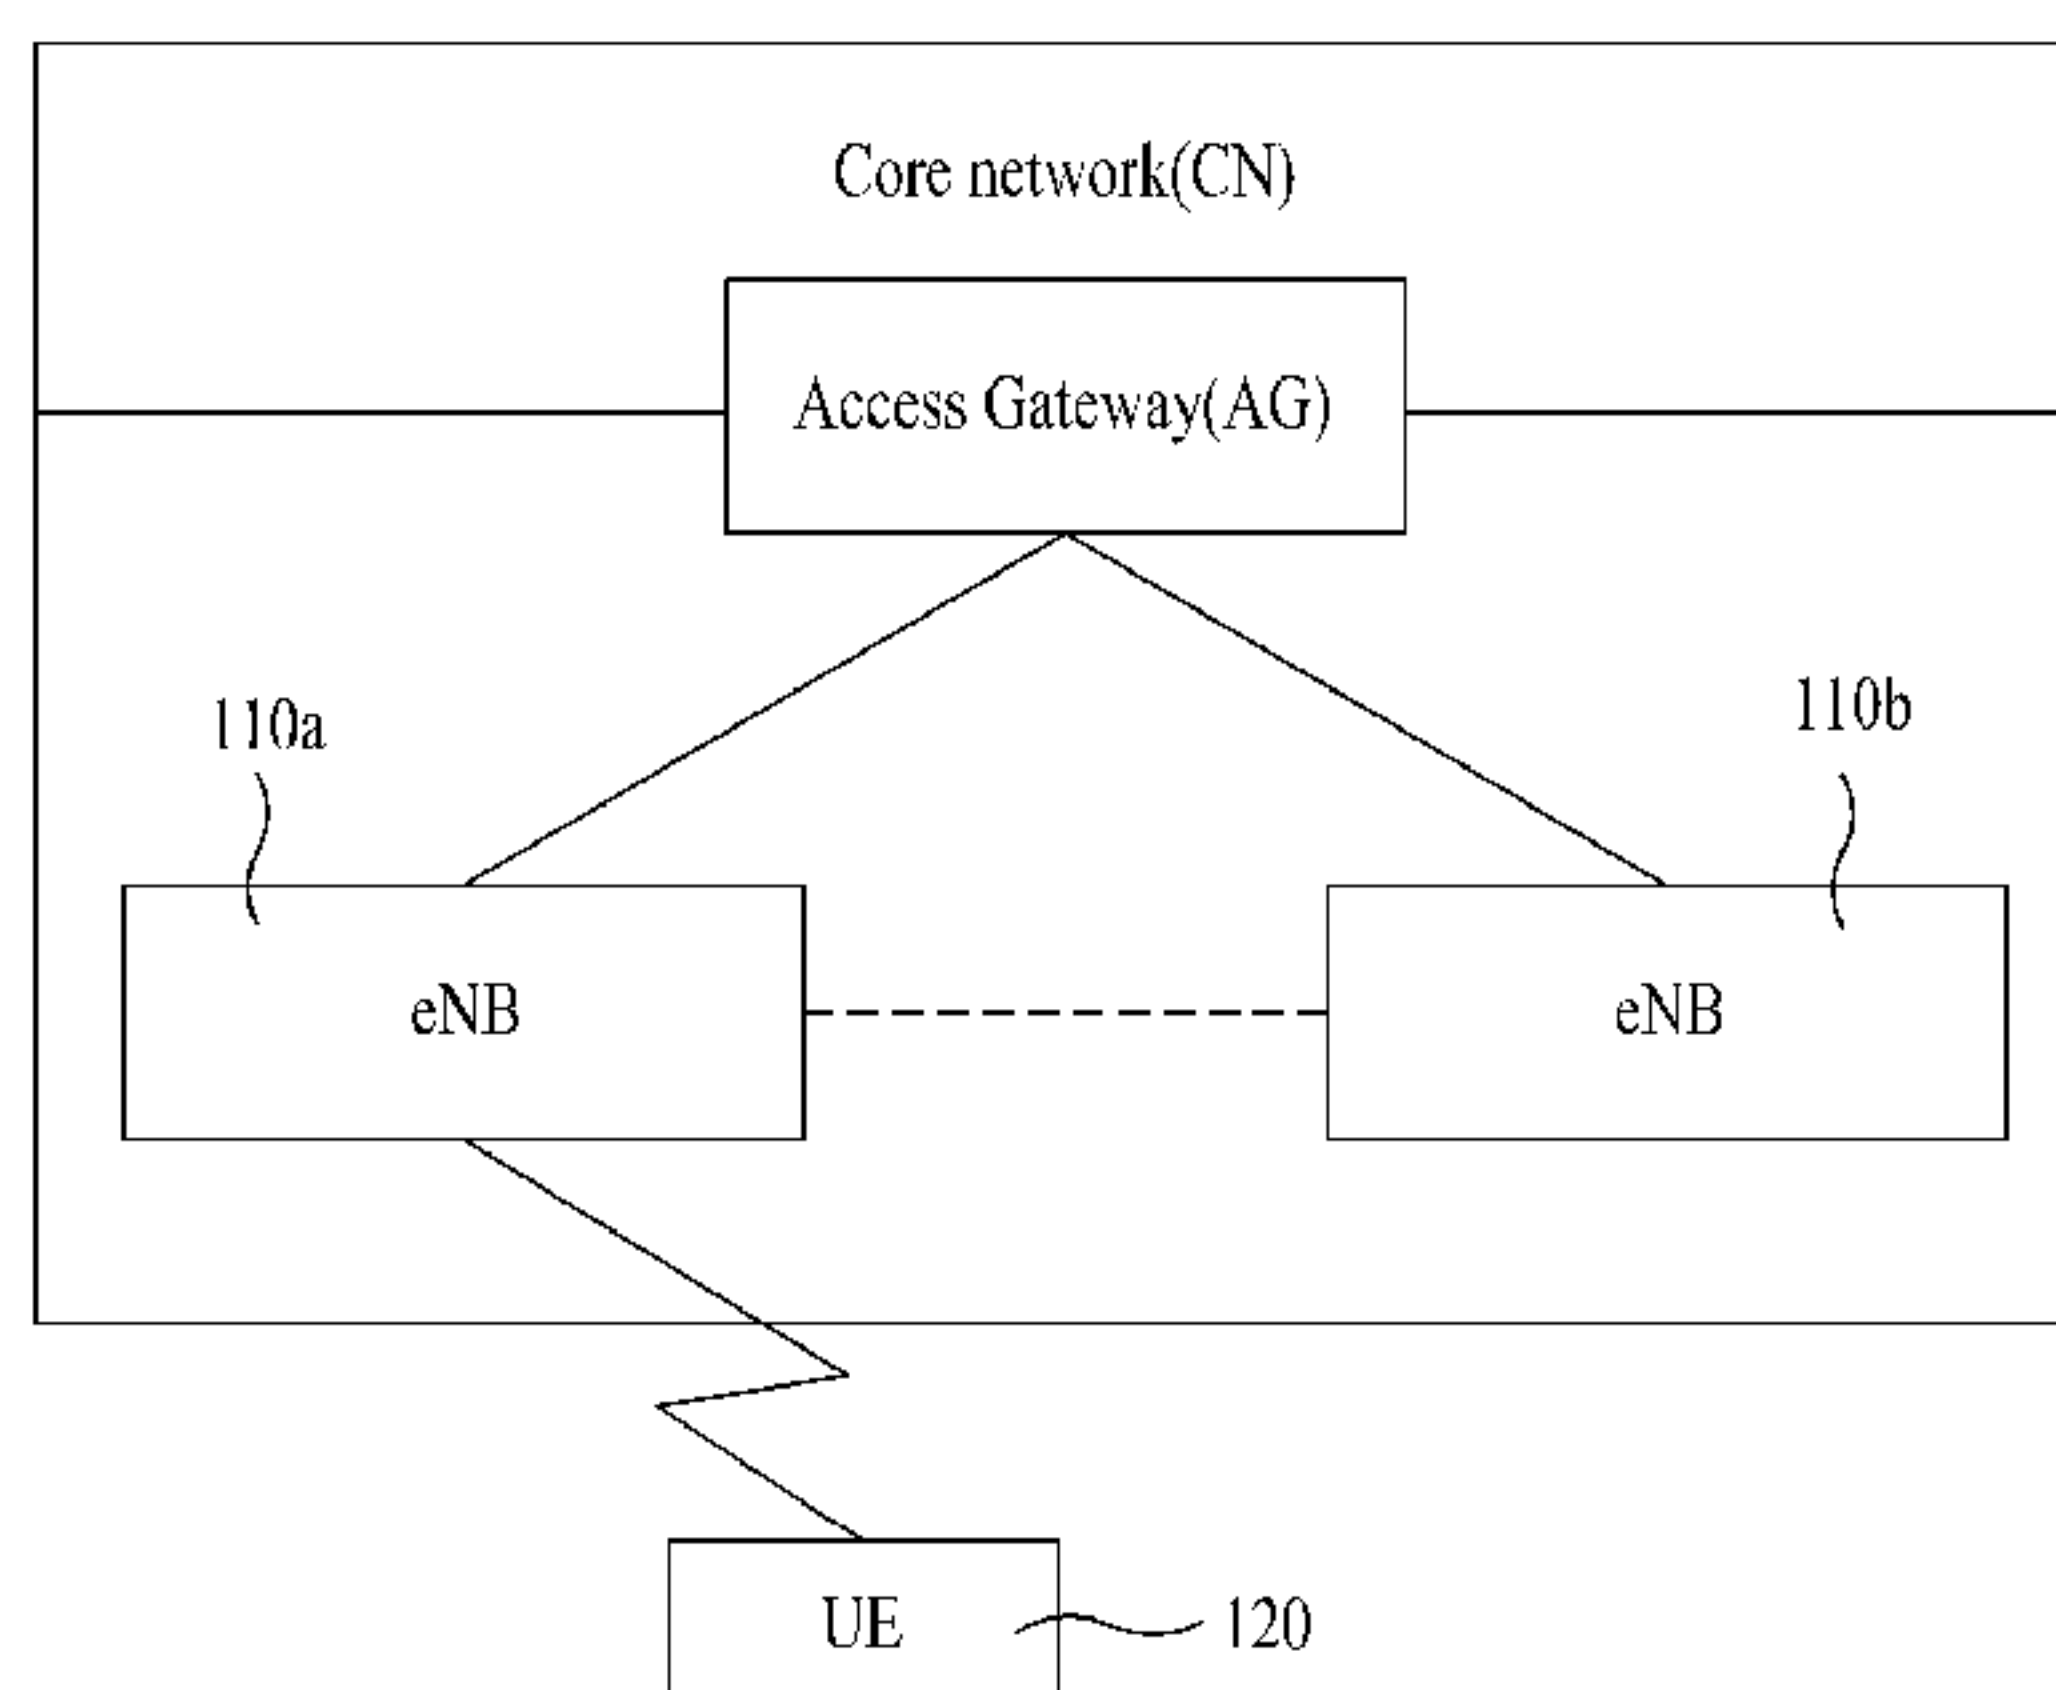 Core network(CN)
Access Gateway(AG)
110a
110b
eNB
eNB
UE
120